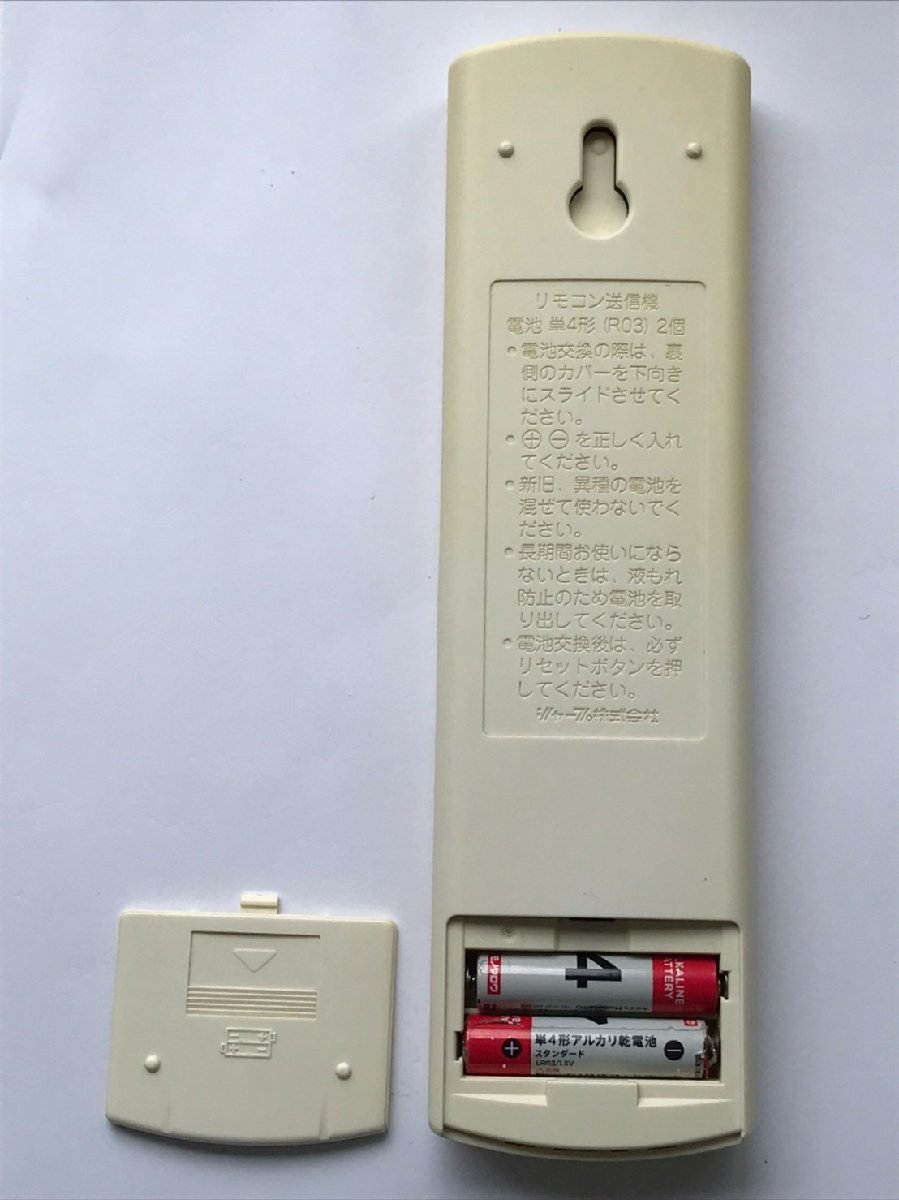 リモコン送信機
電池 単4形 (R03) 2個
•電池交換の際は、裏
側のカバーを下向き
にスライドさせてく
ださい。
•⊕ ⊖ を正しく入れ
てください。
•新旧、異種の電池を
混ぜて使わないでく
ださい。
•長期間お使いになら
ないときは、液もれ
防止のため電池を取
り出してください。
•電池交換後は、必ず
リセットボタンを押
してください。
シャープ株式会社
4
KALINE
TTERY
+
単4形アルカリ乾電池
スタンダード
LR03/1.5V
−